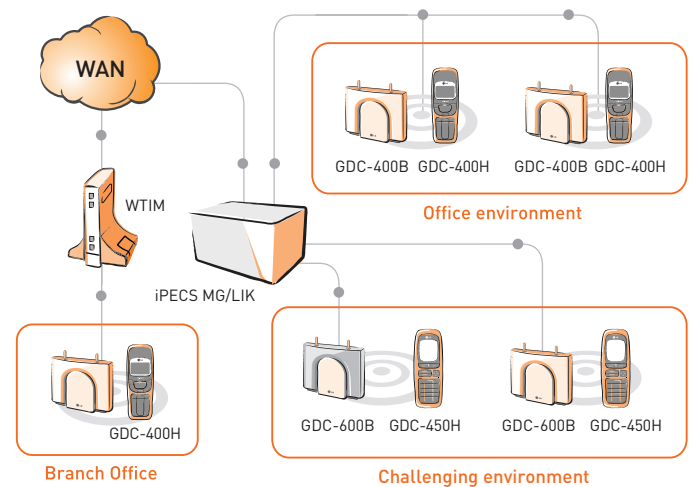 WAN
GDC-400B GDC-400H
GDC-400B GDC-400H
Office environment
WTIM
iPECS MG/LIK
GDC-400H
Branch Office
GDC-600B GDC-450H
GDC-600B GDC-450H
Challenging environment